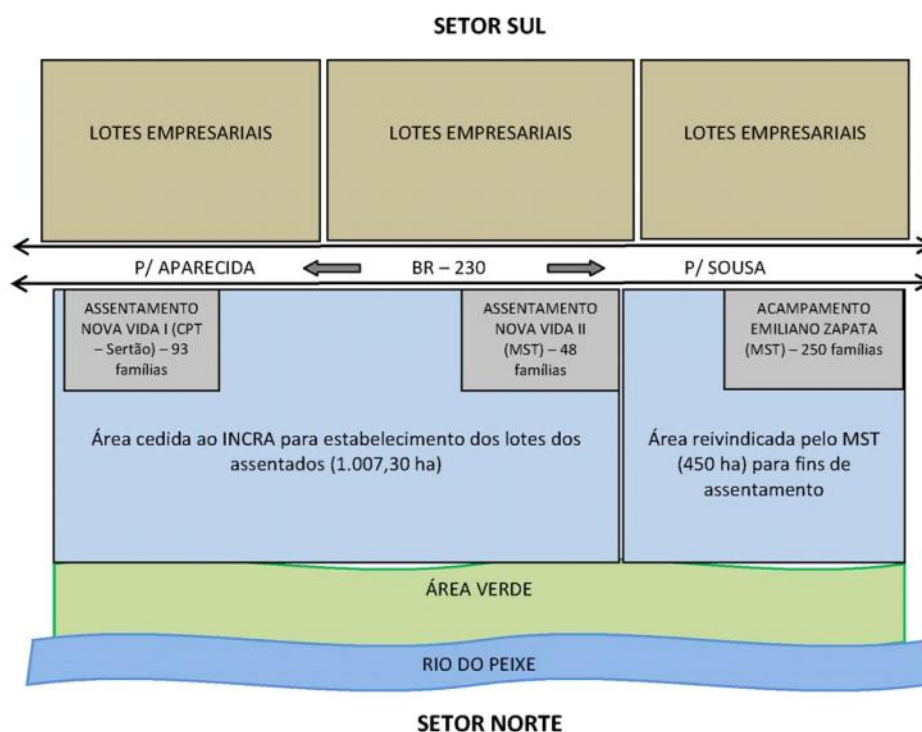 SETOR SUL
LOTES EMPRESARIAIS
LOTES EMPRESARIAIS
LOTES EMPRESARIAIS
P/ APARECIDA
BR – 230
P/ SOUSA
ASSENTAMENTO
NOVA VIDA I (CPT
– Sertão) – 93
famílias
ASSENTAMENTO
NOVA VIDA II
(MST) – 48
famílias
ACAMPAMENTO
EMILIANO ZAPATA
(MST) – 250 famílias
Área cedida ao INCRA para estabelecimento dos lotes dos
assentados (1.007,30 ha)
Área reivindicada pelo MST
(450 ha) para fins de
assentamento
ÁREA VERDE
RIO DO PEIXE
SETOR NORTE